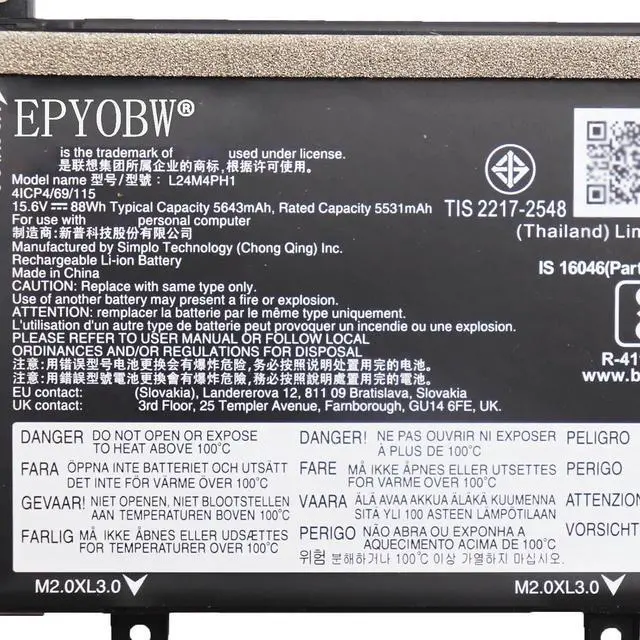 EPYOBW®
is the trademark of used under license.
是联想集团所属企业的商标,根据许可使用。
Model name 型号/型號: L24M4PH1
4ICP4/69/115
15.6V⎓88Wh Typical Capacity 5643mAh, Rated Capacity 5531mAh
For use with personal computer
制造商:新普科技股份有限公司
Manufactured by Simplo Technology (Chong Qing) Inc.
Rechargeable Li-ion Battery
Made in China
CAUTION: Replace with same type only.
Use of another battery may present a fire or explosion.
ATTENTION: remplacer la batterie par le même type uniquement.
L'utilisation d'un autre type de batterie peut provoquer un incendie ou une explosion.
PLEASE REFER TO USER MANUAL OR FOLLOW LOCAL
ORDINANCES AND/OR REGULATIONS FOR DISPOSAL
注意:用错误型号电池更换会有爆炸危险,务必按照说明处置用完的电池。
注意:用錯誤型號電池更換會有爆炸危險,務必按照說明處置用完的電池。
EU contact: (Slovakia), Landererova 12, 811 09 Bratislava, Slovakia
UK contact: 3rd Floor, 25 Templer Avenue, Farnborough, GU14 6FE, UK.
TIS 2217-2548
(Thailand) Lim
IS 16046(Part
R-411
www.b
DANGER DO NOT OPEN OR EXPOSE
TO HEAT ABOVE 100°C
FARA ÖPPNA INTE BATTERIET OCH UTSÄTT
DET INTE FÖR VÄRME ÖVER 100°C
GEVAAR! NIET OPENEN, NIET BLOOTSTELLEN
AAN TEMPERATUREN BOVEN 100°C
FARLIG MÅ IKKE ÅBNES ELLER UDSÆTTES
FOR TEMPERATURER OVER 100°C
DANGER! NE PAS OUVRIR NI EXPOSER
À PLUS DE 100°C
FARE MÅ IKKE ÅPNES ELLER UTSETTES
FOR VARME OVER 100°C
VAARA ÄLÄ AVAA AKKUA ÄLÄKÄ KUUMENNA
SITÄ YLI 100 ASTEEN LÄMPÖTILAAN
PERIGO NÃO ABRA OU EXPONHA A
AQUECIMENTO ACIMA DE 100°C
위험 분해하거나 100°C 이상 가열하지 마십시오.
PELIGRO
PERIGO
ATTENZION
VORSICHT
M2.0XL3.0
M2.0XL3.0